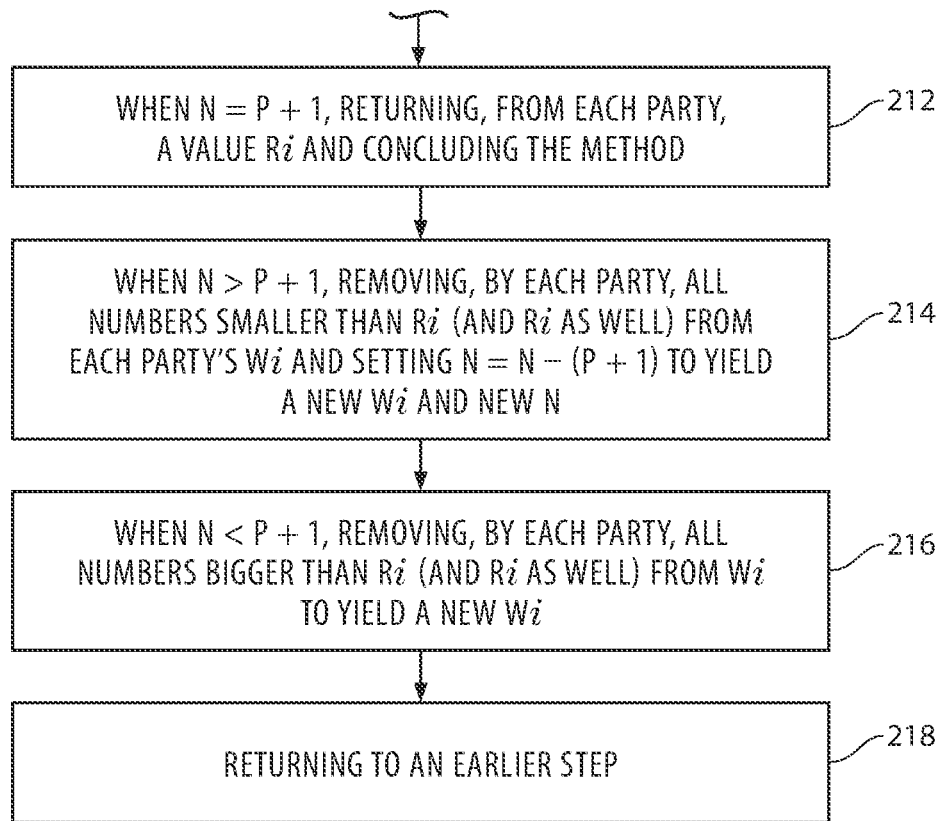 WHEN N = P + 1, RETURNING, FROM EACH PARTY,
A VALUE Ri AND CONCLUDING THE METHOD
212
WHEN N > P + 1, REMOVING, BY EACH PARTY, ALL
NUMBERS SMALLER THAN Ri (AND Ri AS WELL) FROM
EACH PARTY'S Wi AND SETTING N = N – (P + 1) TO YIELD
A NEW Wi AND NEW N
214
WHEN N < P + 1, REMOVING, BY EACH PARTY, ALL
NUMBERS BIGGER THAN Ri (AND Ri AS WELL) FROM Wi
TO YIELD A NEW Wi
216
RETURNING TO AN EARLIER STEP
218